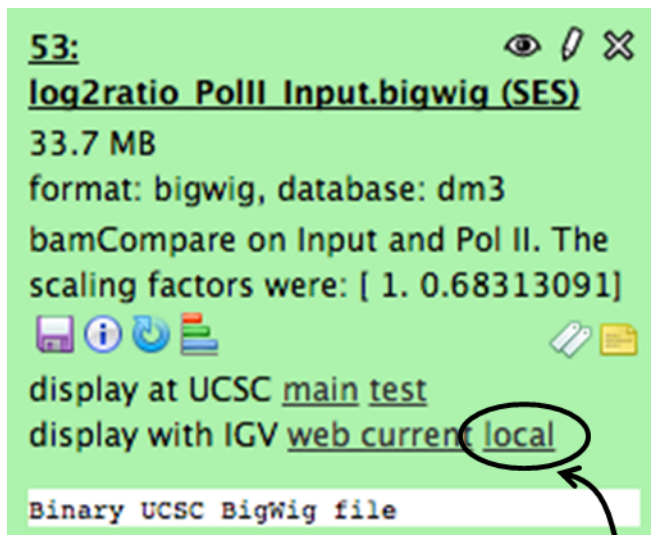 53:
log2ratio_PolII_Input.bigwig (SES)
33.7 MB
format: bigwig, database: dm3
bamCompare on Input and Pol II. The
scaling factors were: [ 1. 0.68313091]
display at UCSC main test
display with IGV web current local
Binary UCSC BigWig file